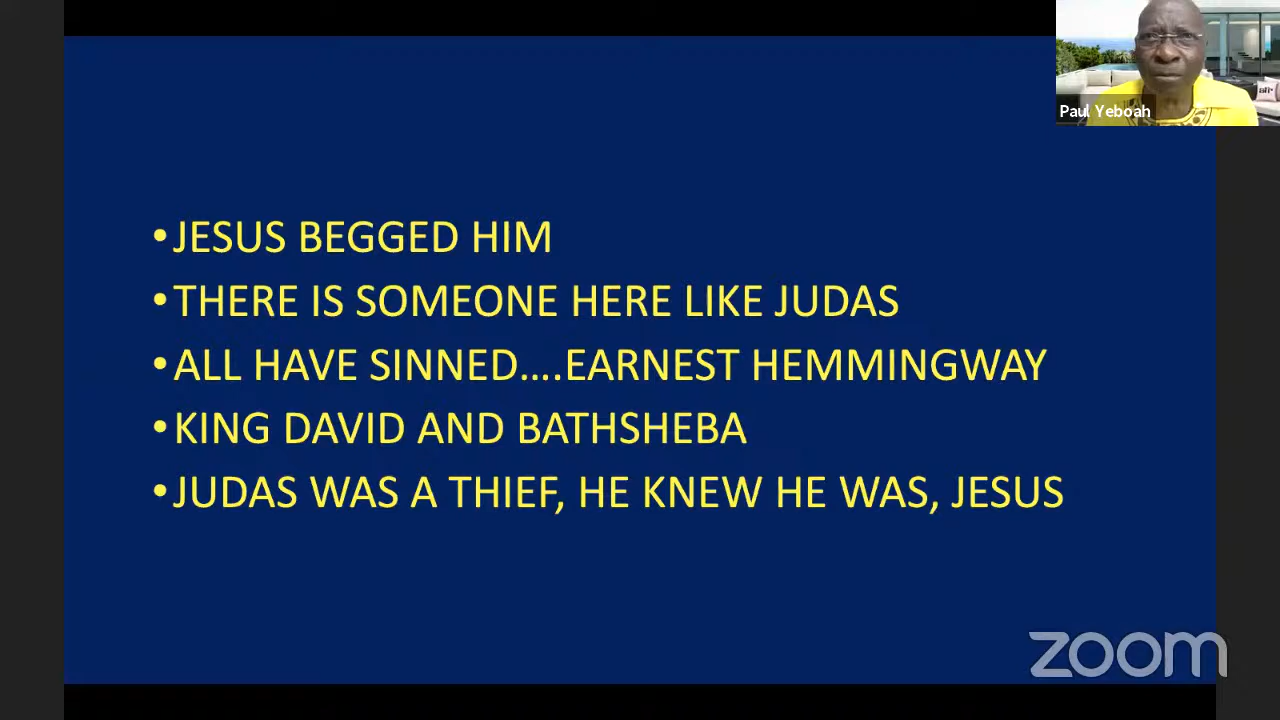 Paul Yeboah
•JESUS BEGGED HIM
•THERE IS SOMEONE HERE LIKE JUDAS
•ALL HAVE SINNED....EARNEST HEMMINGWAY
•KING DAVID AND BATHSHEBA
•JUDAS WAS A THIEF, HE KNEW HE WAS, JESUS
zoom